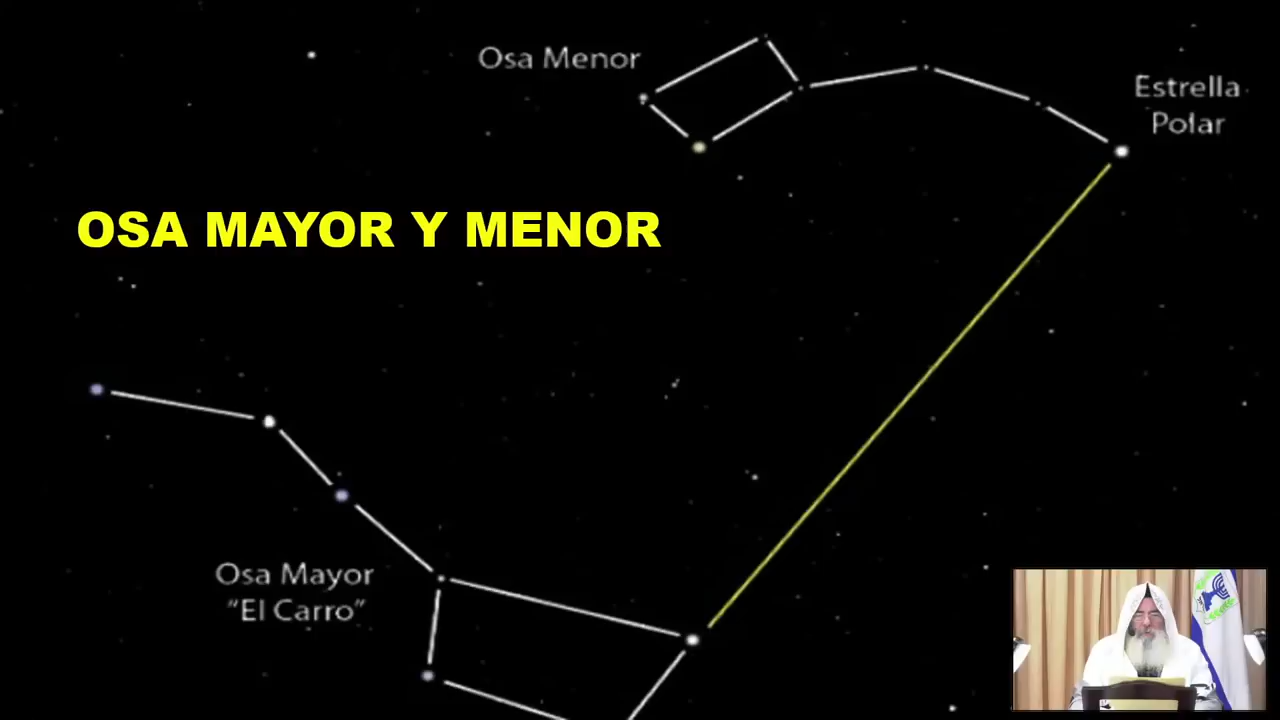 Osa Menor
Estrella
Polar
OSA MAYOR Y MENOR
Osa Mayor
“El Carro”